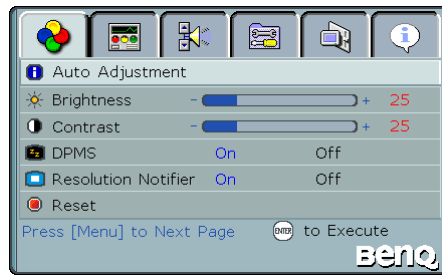 Auto Adjustment
Brightness - + 25
Contrast - + 25
DPMS On Off
Resolution Notifier On Off
Reset
Press [Menu] to Next Page ENTER to Execute
BenQ